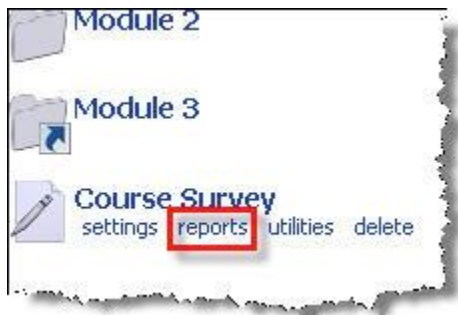 Module 2
Module 3
Course Survey
settings reports utilities delete